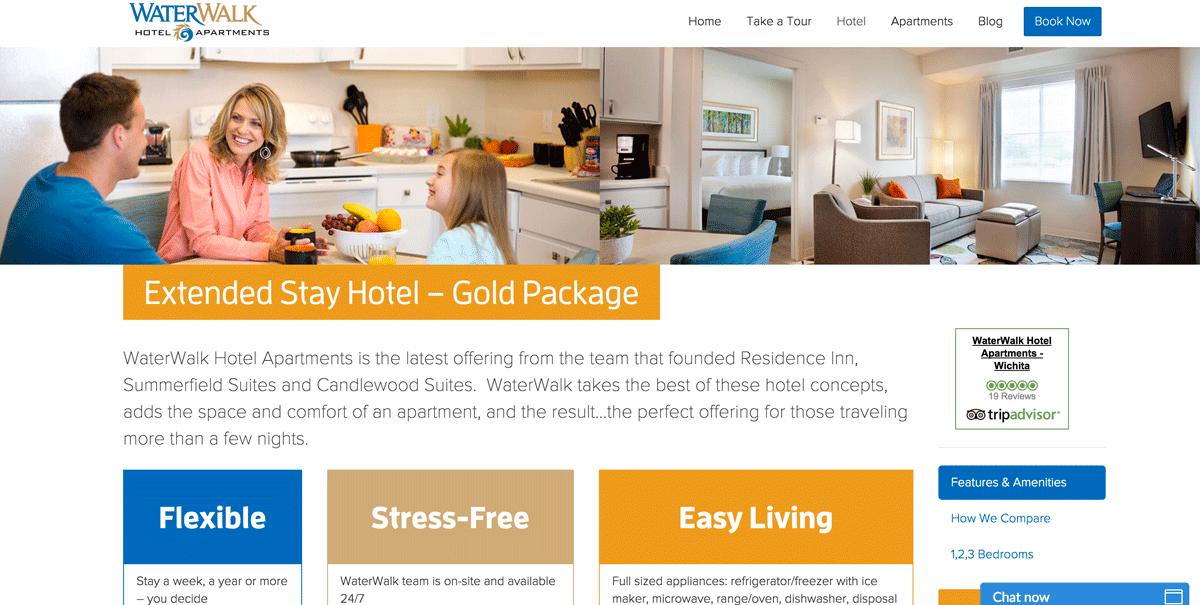 WATERWALK
HOTEL APARTMENTS
Home Take a Tour Hotel Apartments Blog Book Now
Extended Stay Hotel – Gold Package
WaterWalk Hotel Apartments is the latest offering from the team that founded Residence Inn,
Summerfield Suites and Candlewood Suites. WaterWalk takes the best of these hotel concepts,
adds the space and comfort of an apartment, and the result...the perfect offering for those traveling
more than a few nights.
WaterWalk Hotel
Apartments -
Wichita
19 Reviews
tripadvisor®
Flexible
Stay a week, a year or more
– you decide
Stress-Free
WaterWalk team is on-site and available
24/7
Easy Living
Full sized appliances: refrigerator/freezer with ice
maker, microwave, range/oven, dishwasher, disposal
Features & Amenities
How We Compare
1,2,3 Bedrooms
Chat now